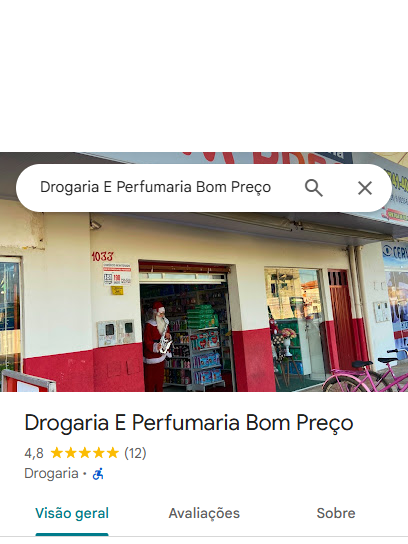 Drogaria E Perfumaria Bom Preço
1033
Drogaria E Perfumaria Bom Preço
4,8 (12)
Drogaria ·
Visão geral
Avaliações
Sobre